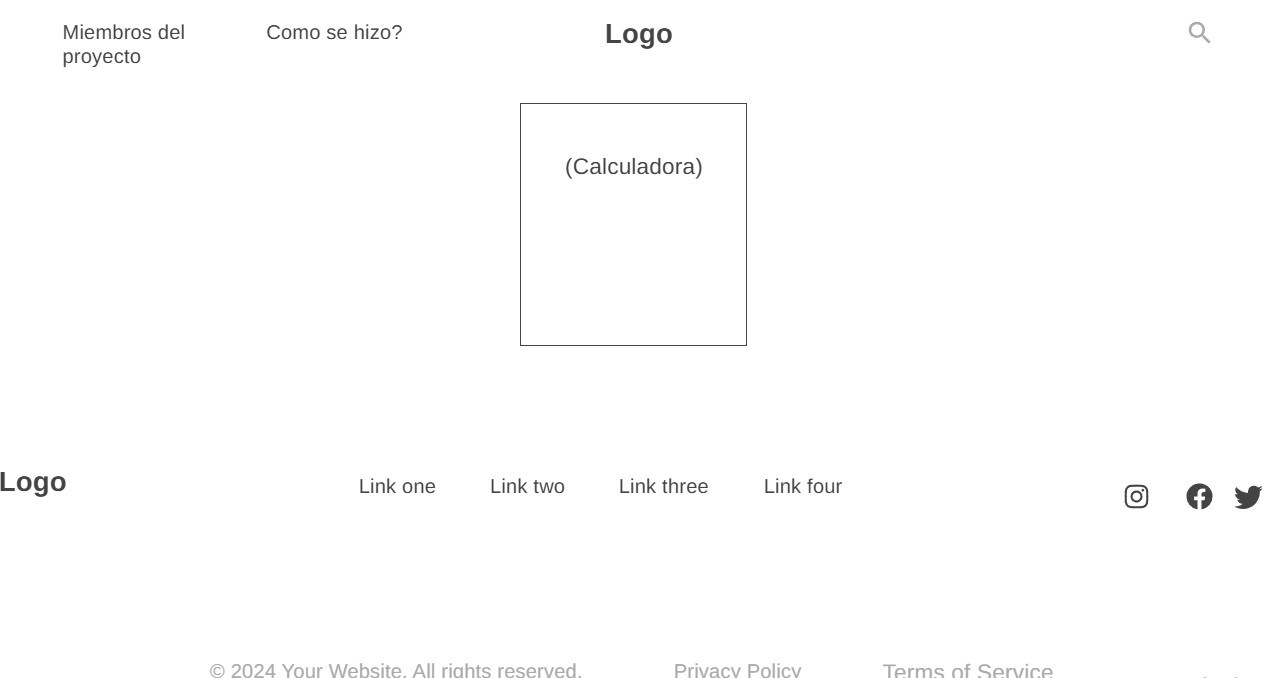 Miembros del
proyecto
Como se hizo?
Logo
(Calculadora)
Logo
Link one
Link two
Link three
Link four
© 2024 Your Website. All rights reserved.
Privacy Policy
Terms of Service